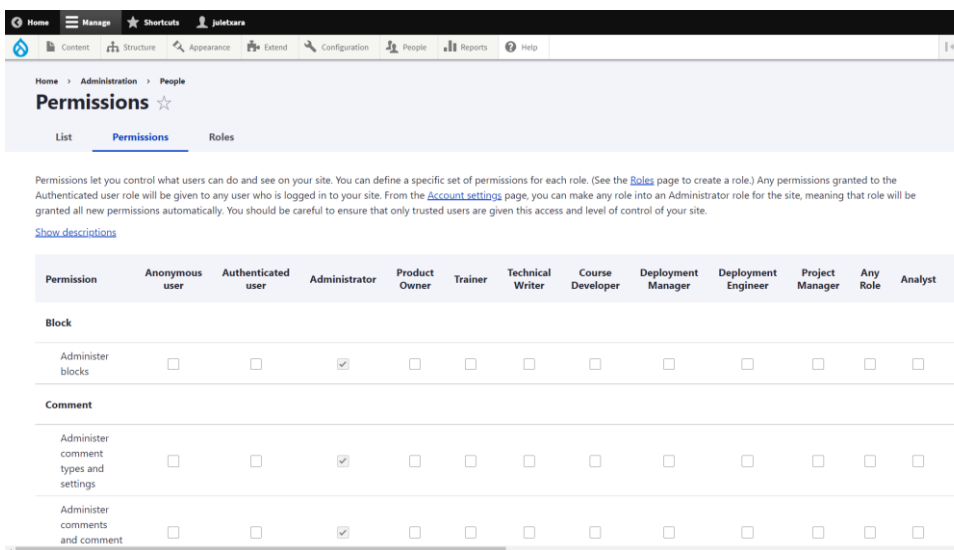 Home Manage Shortcuts juletxara
Content Structure Appearance Extend Configuration People Reports Help
Home > Administration > People
Permissions
List Permissions Roles
Permissions let you control what users can do and see on your site. You can define a specific set of permissions for each role. (See the Roles page to create a role.) Any permissions granted to the
Authenticated user role will be given to any user who is logged in to your site. From the Account settings page, you can make any role into an Administrator role for the site, meaning that role will be
granted all new permissions automatically. You should be careful to ensure that only trusted users are given this access and level of control of your site.
Show descriptions
Permission Anonymous user Authenticated user Administrator Product Owner Trainer Technical Writer Course Developer Deployment Manager Deployment Engineer Project Manager Any Role Analyst
Block
Administer
blocks
Comment
Administer
comment
types and
settings
Administer
comments
and comment